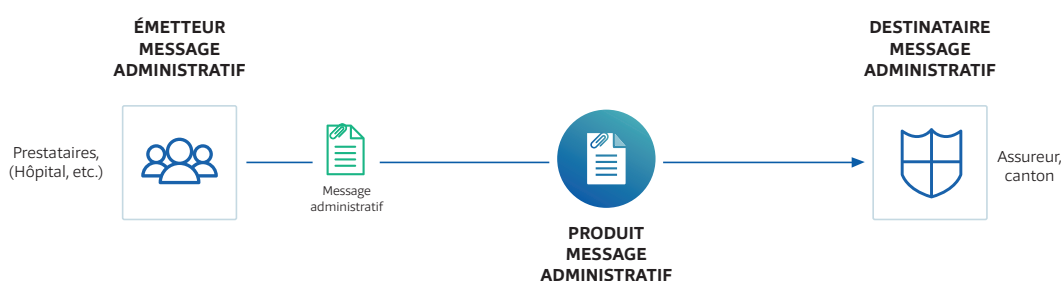 ÉMETTEUR
MESSAGE
ADMINISTRATIF
Prestataires,
(Hôpital, etc.)
Message
administratif
PRODUIT
MESSAGE
ADMINISTRATIF
DESTINATAIRE
MESSAGE
ADMINISTRATIF
Assureur,
canton